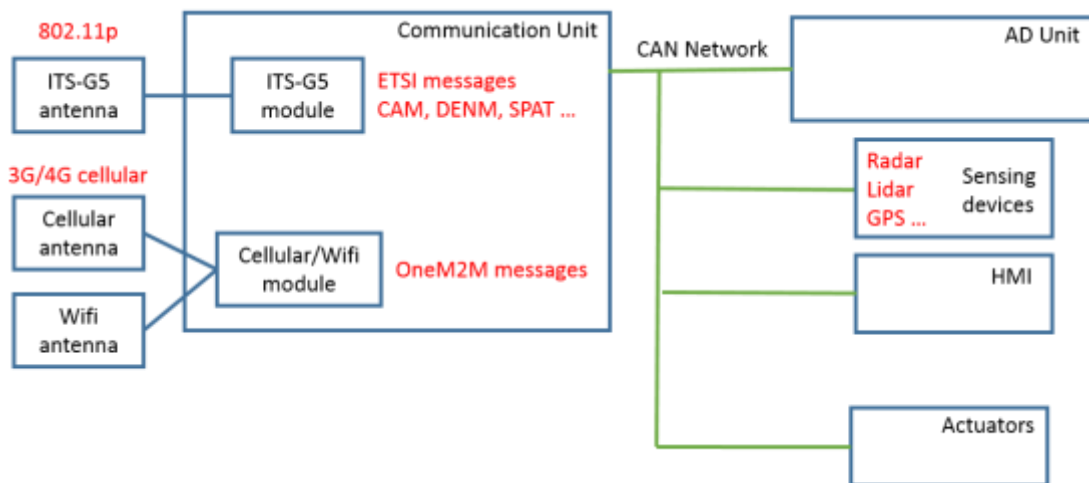 802.11p
ITS-G5
antenna
3G/4G cellular
Cellular
antenna
Wifi
antenna
Communication Unit
ITS-G5
module
ETSI messages
CAM, DENM, SPAT ...
Cellular/Wifi
module
OneM2M messages
CAN Network
AD Unit
Radar
Lidar
GPS ...
Sensing
devices
HMI
Actuators